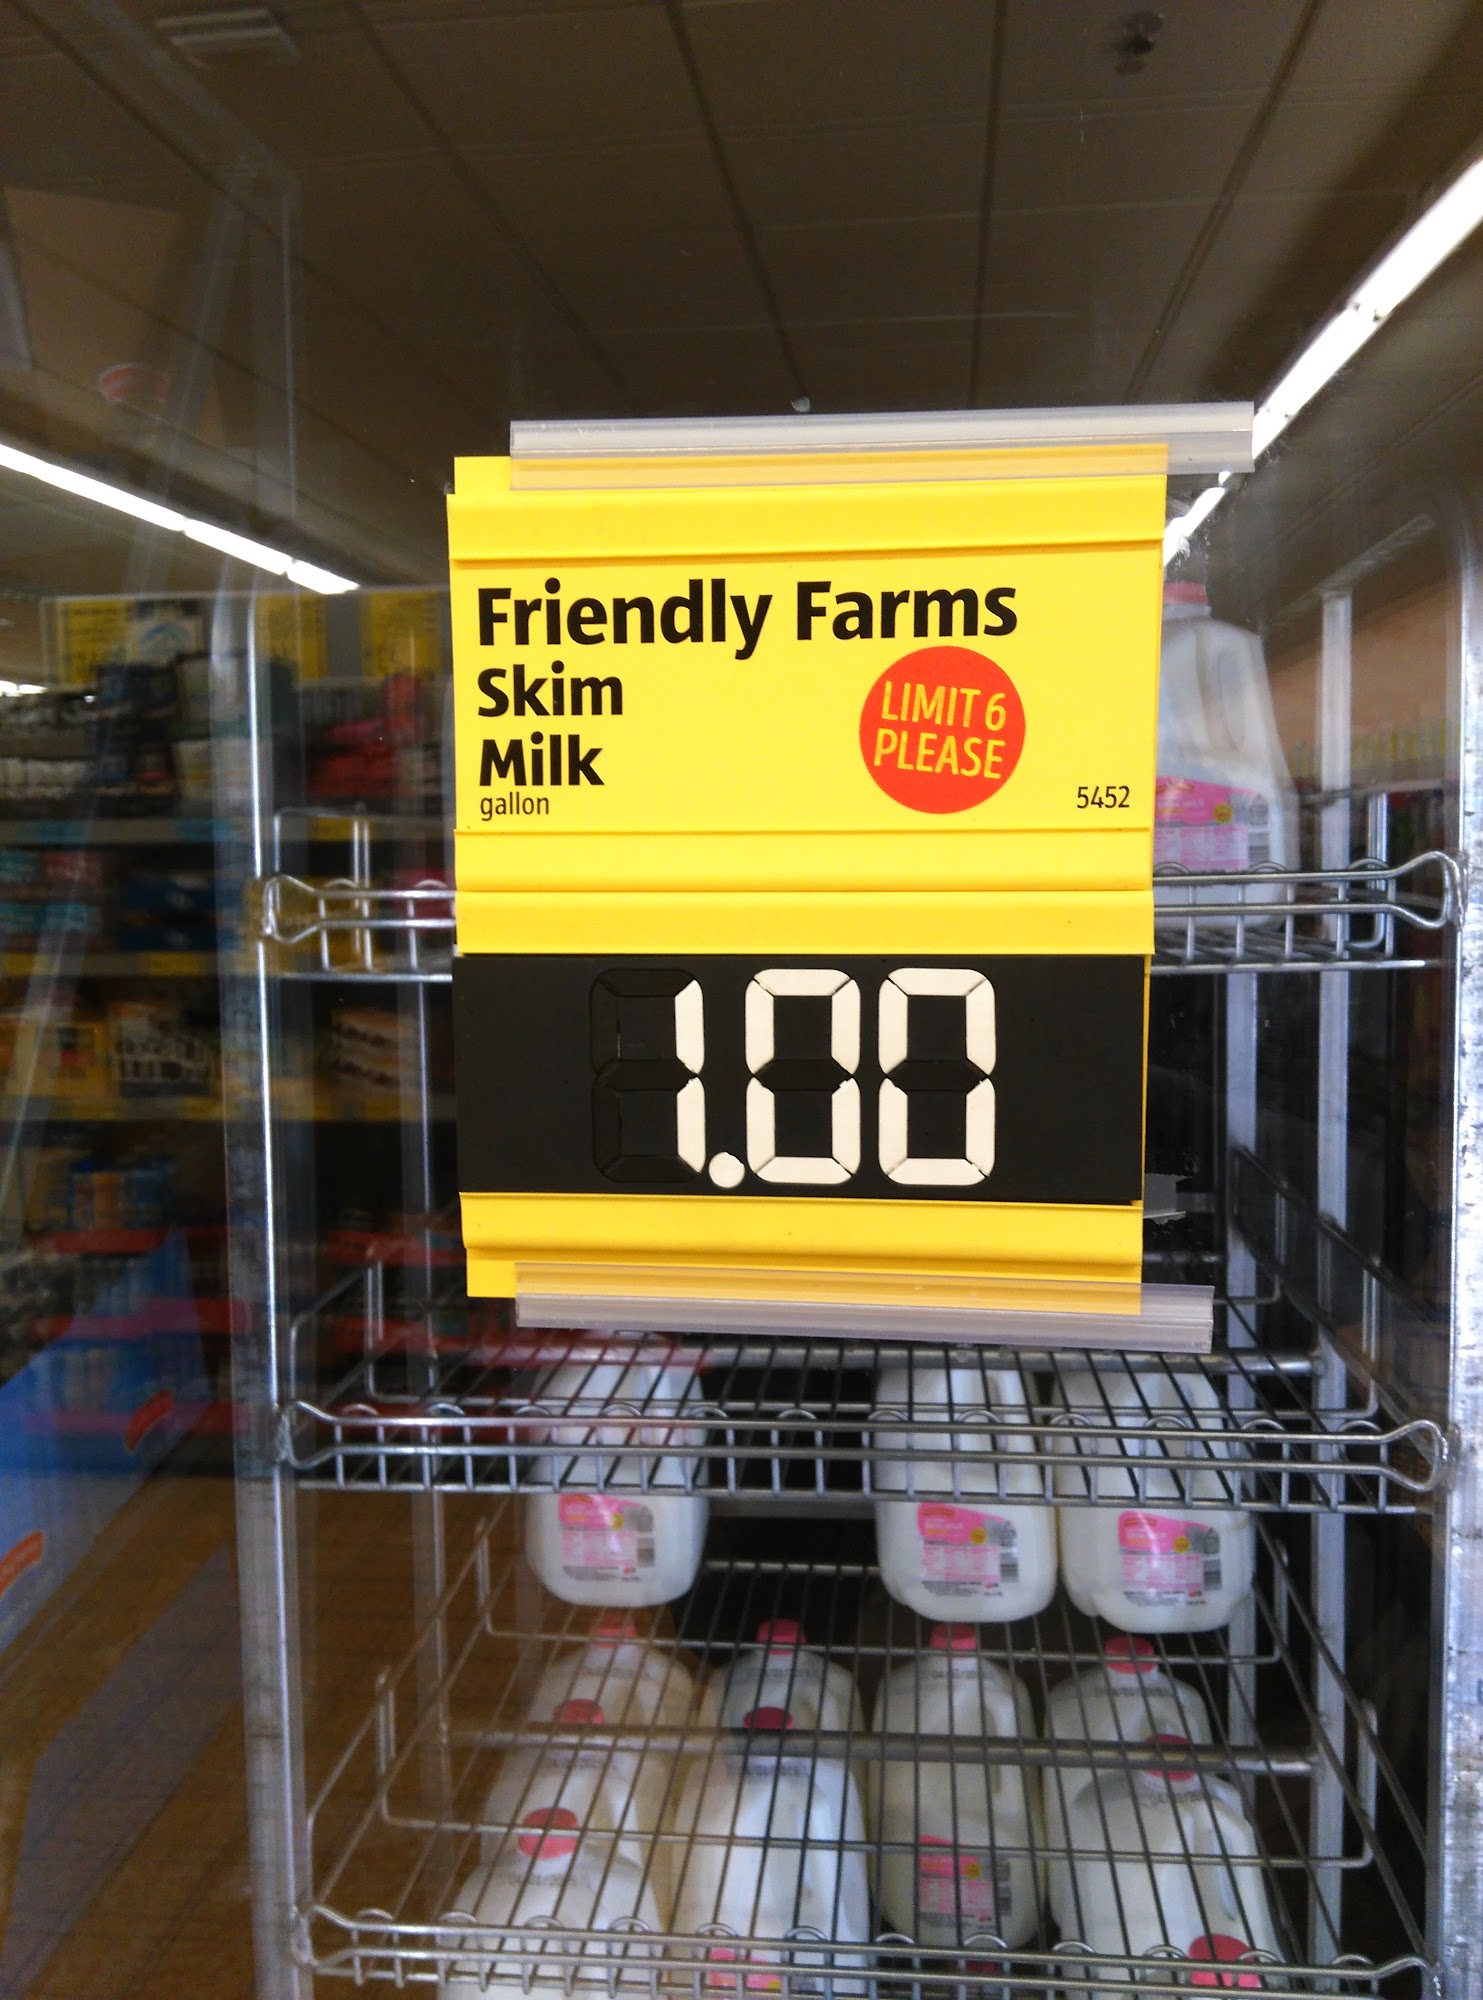 Friendly Farms
Skim
Milk
gallon
LIMIT 6
PLEASE
5452
1.00